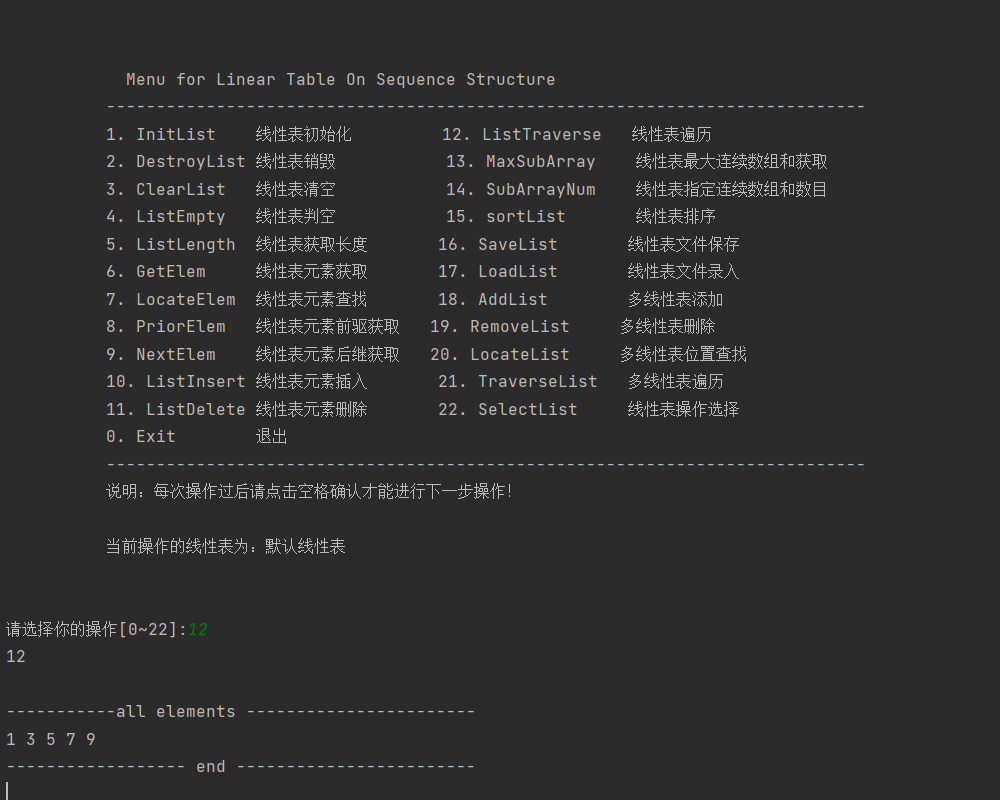 Menu for Linear Table On Sequence Structure
----------------------------------------------------------------------------
1. InitList    线性表初始化         12. ListTraverse   线性表遍历
2. DestroyList 线性表销毁           13. MaxSubArray    线性表最大连续数组和获取
3. ClearList   线性表清空           14. SubArrayNum    线性表指定连续数组和数目
4. ListEmpty   线性表判空           15. sortList       线性表排序
5. ListLength  线性表获取长度       16. SaveList       线性表文件保存
6. GetElem     线性表元素获取       17. LoadList       线性表文件录入
7. LocateElem  线性表元素查找       18. AddList        多线性表添加
8. PriorElem   线性表元素前驱获取   19. RemoveList     多线性表删除
9. NextElem    线性表元素后继获取   20. LocateList     多线性表位置查找
10. ListInsert 线性表元素插入       21. TraverseList   多线性表遍历
11. ListDelete 线性表元素删除       22. SelectList     线性表操作选择
0. Exit        退出
----------------------------------------------------------------------------
说明：每次操作过后请点击空格确认才能进行下一步操作!
当前操作的线性表为：默认线性表
请选择你的操作[0~22]:12
12
-----------all elements -----------------------
1 3 5 7 9
------------------ end ------------------------